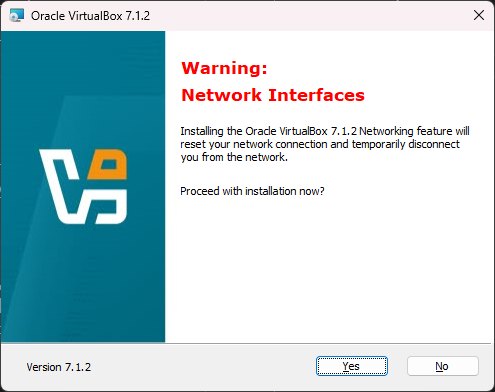 Oracle VirtualBox 7.1.2
Warning:
Network Interfaces
Installing the Oracle VirtualBox 7.1.2 Networking feature will
reset your network connection and temporarily disconnect
you from the network.
Proceed with installation now?
Version 7.1.2
Yes
No